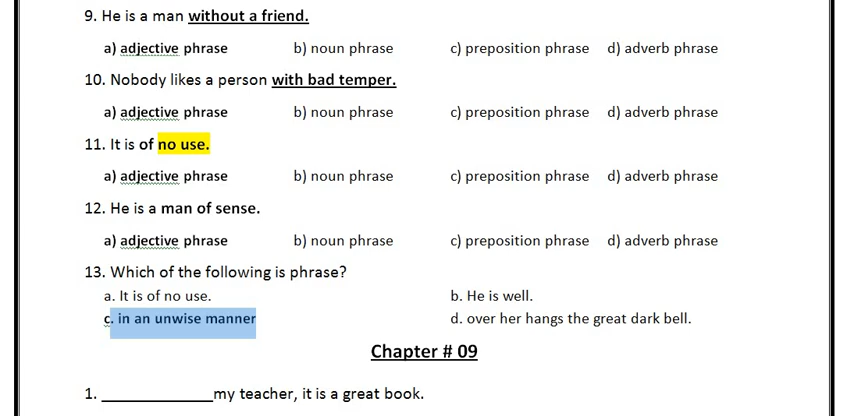 9. He is a man without a friend.
a) adjective phrase b) noun phrase c) preposition phrase d) adverb phrase
10. Nobody likes a person with bad temper.
a) adjective phrase b) noun phrase c) preposition phrase d) adverb phrase
11. It is of no use.
a) adjective phrase b) noun phrase c) preposition phrase d) adverb phrase
12. He is a man of sense.
a) adjective phrase b) noun phrase c) preposition phrase d) adverb phrase
13. Which of the following is phrase?
a. It is of no use. b. He is well.
c. in an unwise manner d. over her hangs the great dark bell.
Chapter # 09
1. ______________my teacher, it is a great book.